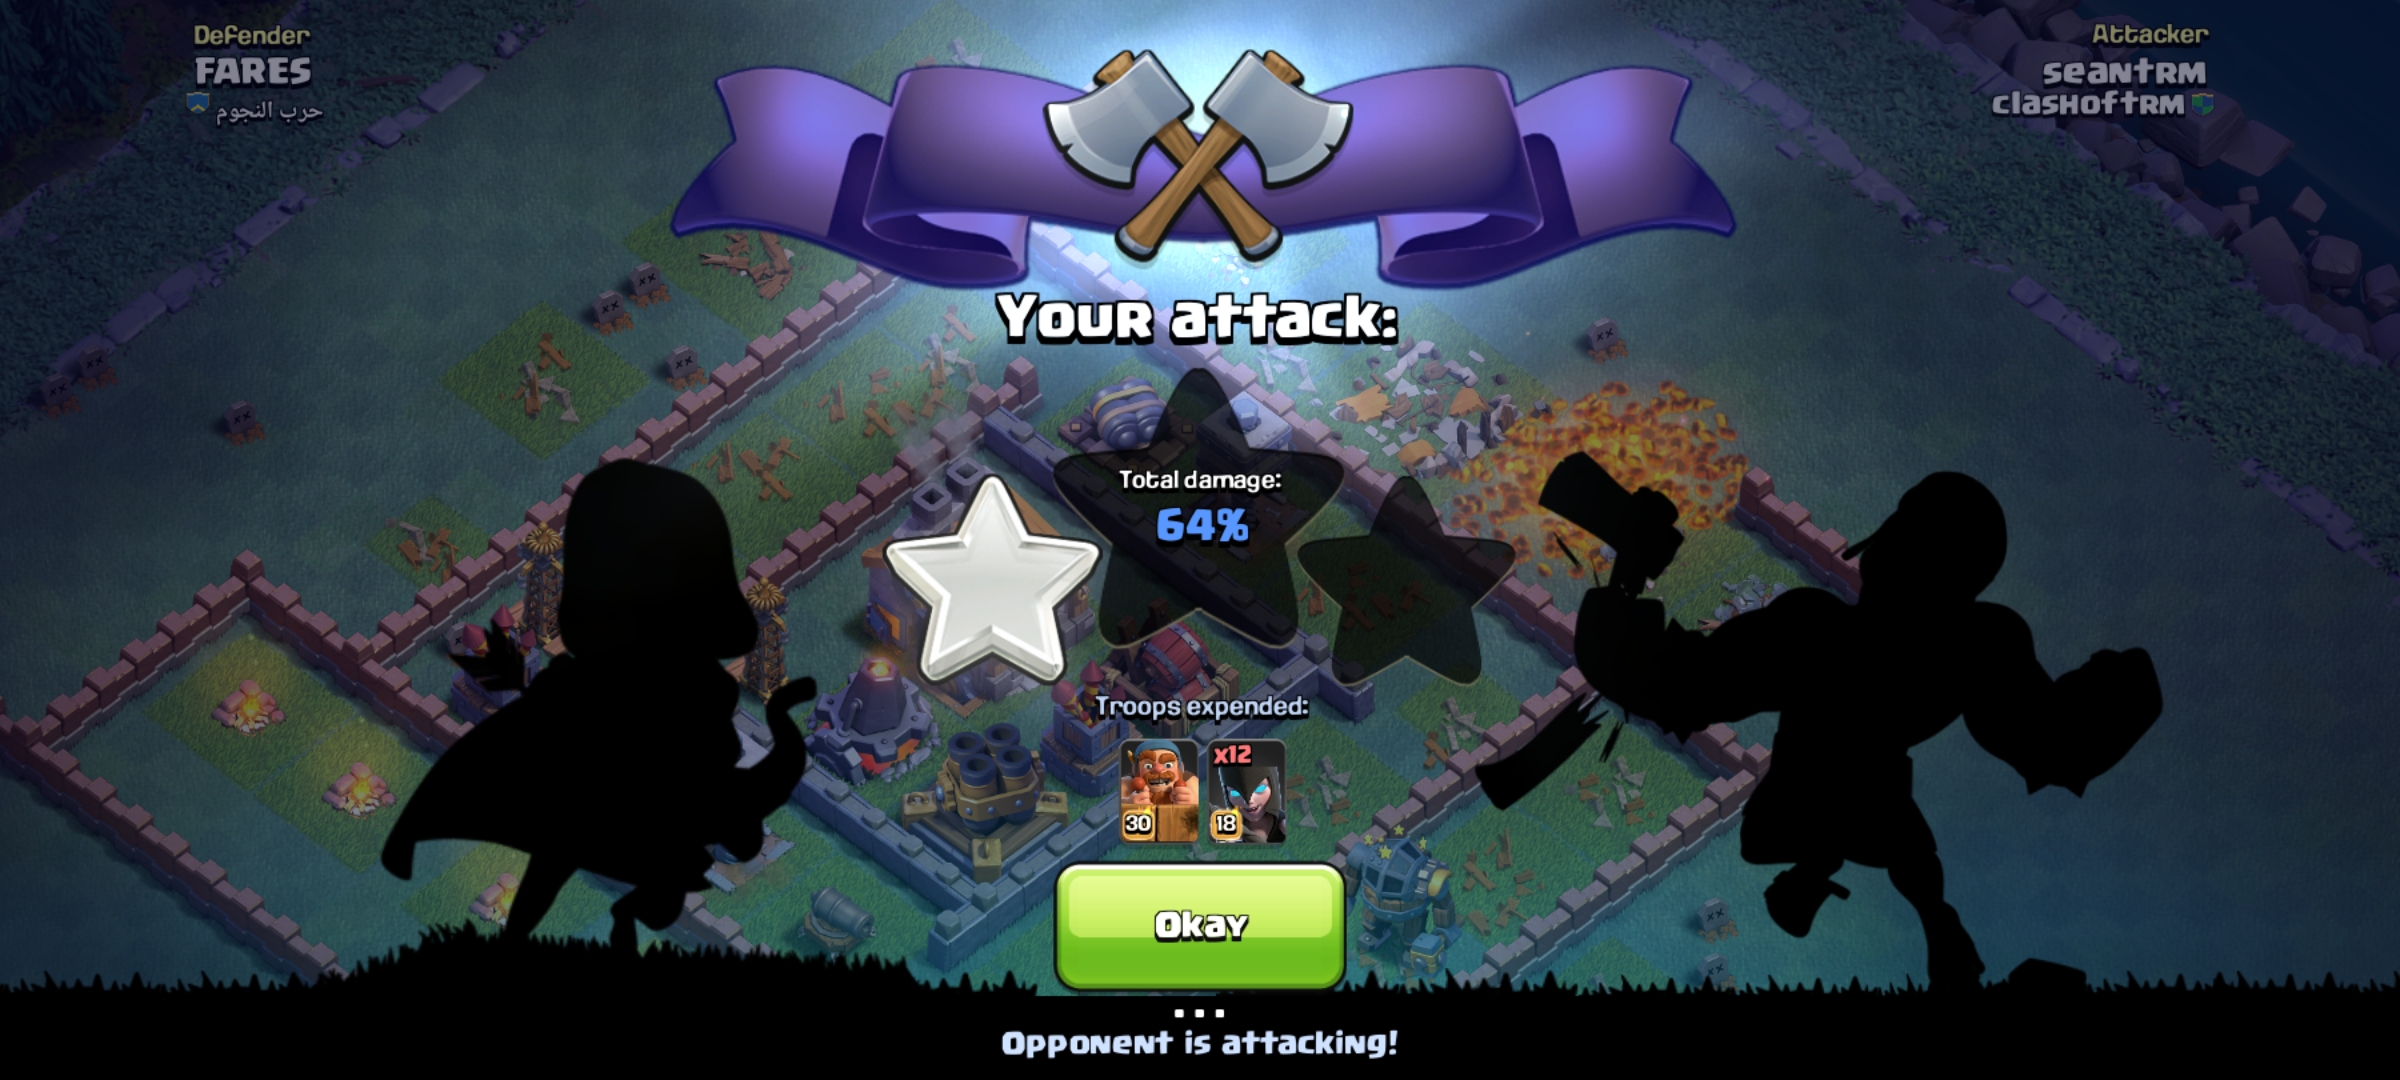 Defender
FARES
حرب النجوم
Attacker
seantRM
clashoftRM
Your attack:
Total damage:
64%
Troops expended:
x12
30
18
Okay
...
Opponent is attacking!